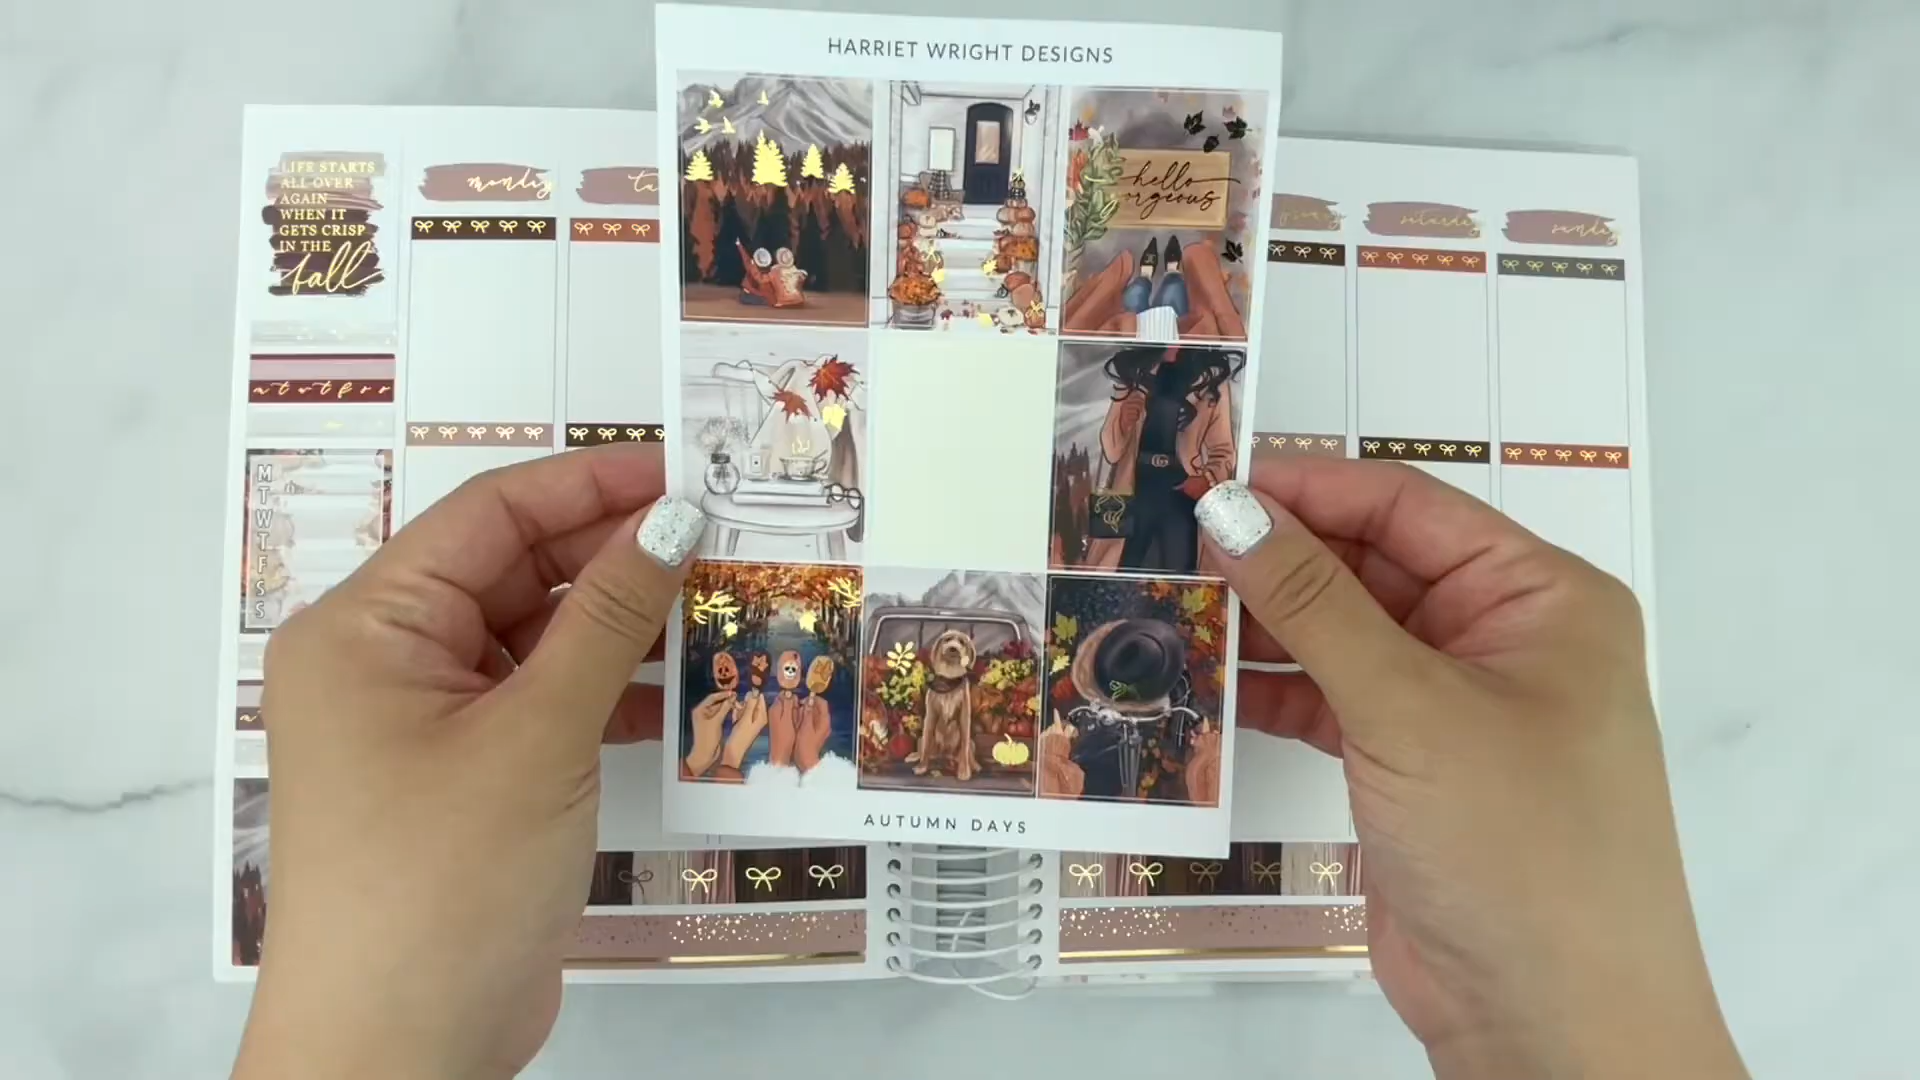 HARRIET WRIGHT DESIGNS
LIFE STARTS
ALL OVER
AGAIN
WHEN IT
GETS CRISP
IN THE
fall
monday
saturday
sunday
hello
gorgeous
M
T
W
T
F
S
S
AUTUMN DAYS